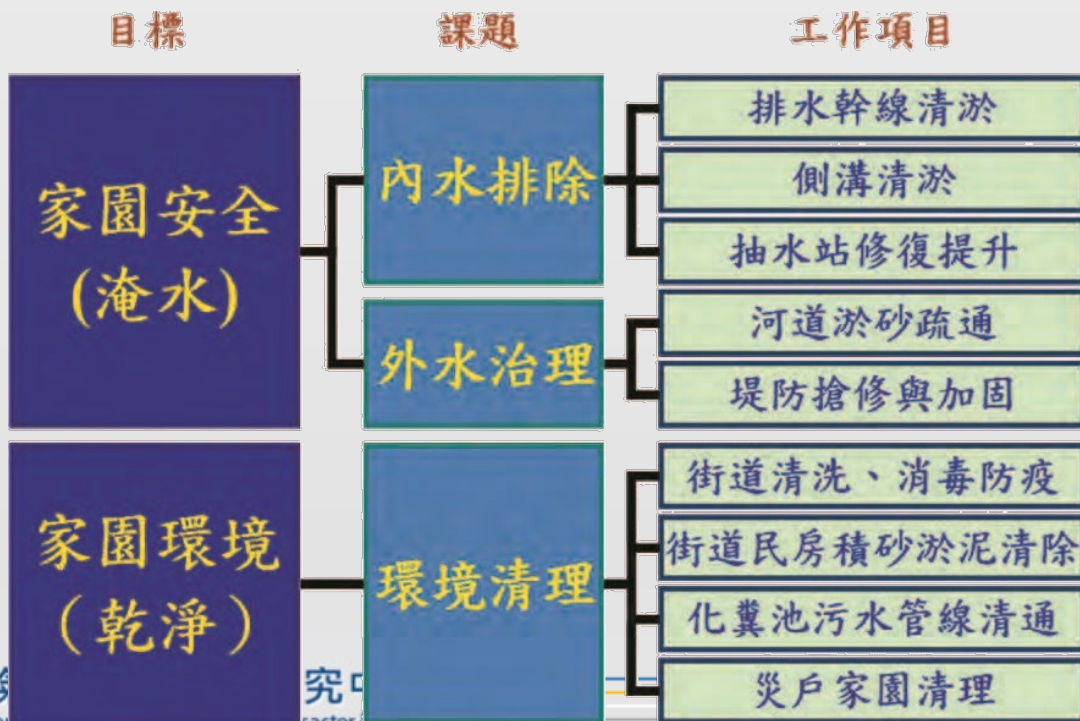 目標
課題
工作項目
家園安全
(淹水)
內水排除
排水幹線清淤
側溝清淤
抽水站修復提升
外水治理
河道淤砂疏通
堤防搶修與加固
家園環境
（乾淨）
環境清理
街道清洗、消毒防疫
街道民房積砂淤泥清除
化糞池污水管線清通
災戶家園清理
究